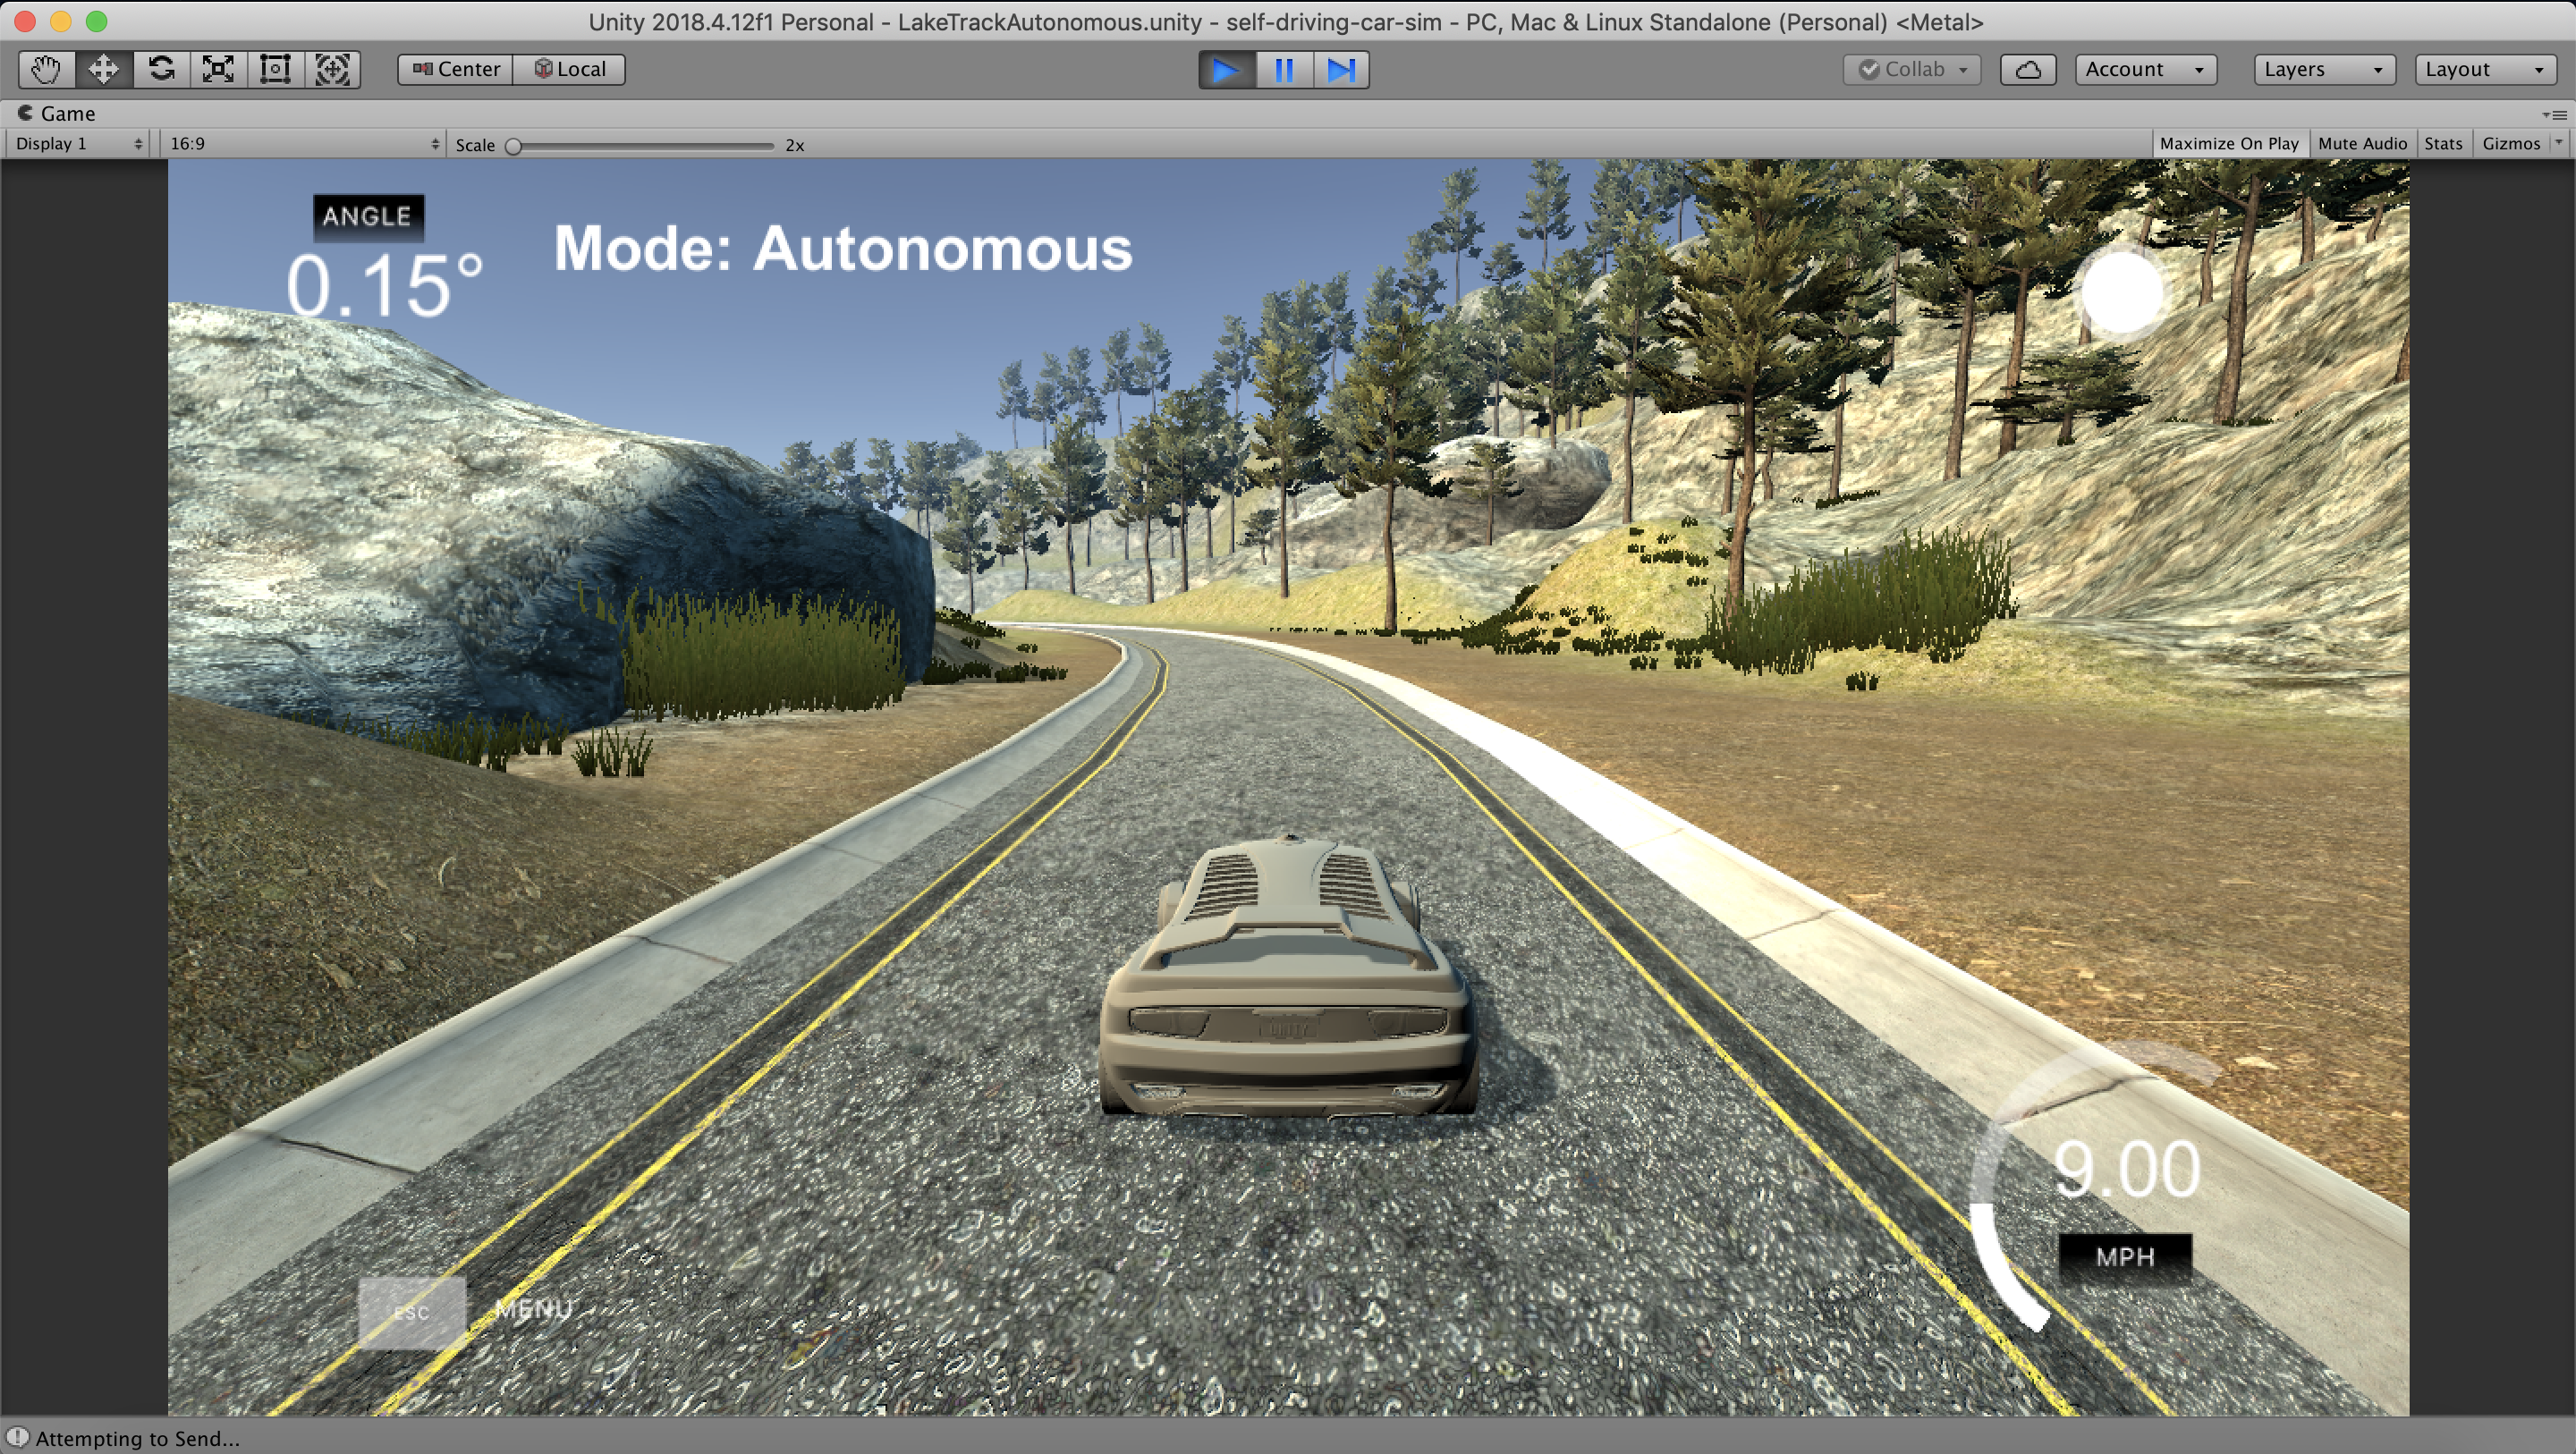 Unity 2018.4.12f1 Personal - LakeTrackAutonomous.unity - self-driving-car-sim - PC, Mac & Linux Standalone (Personal) <Metal>
Center Local Collab Account Layers Layout
Game
Display 1 16:9 Scale 2x Maximize On Play Mute Audio Stats Gizmos
ANGLE
0.15°
Mode: Autonomous
UNITY
9.00
MPH
ESC MENU
Attempting to Send...